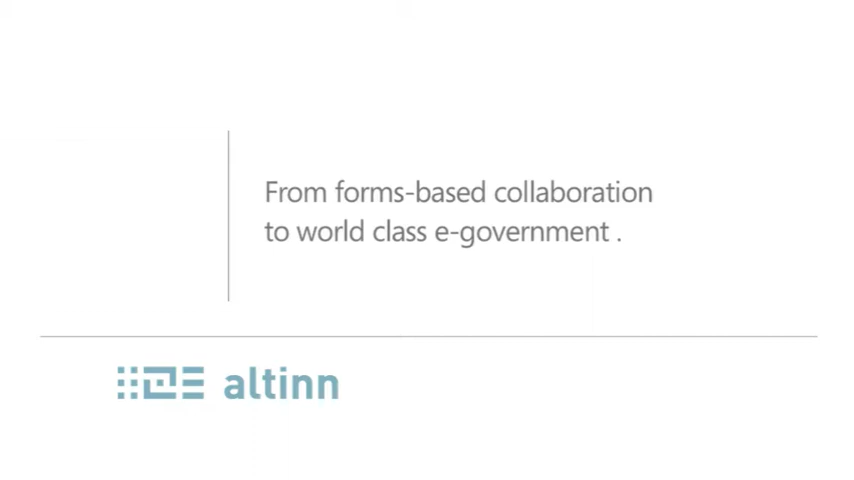 From forms-based collaboration
to world class e-government .
altinn